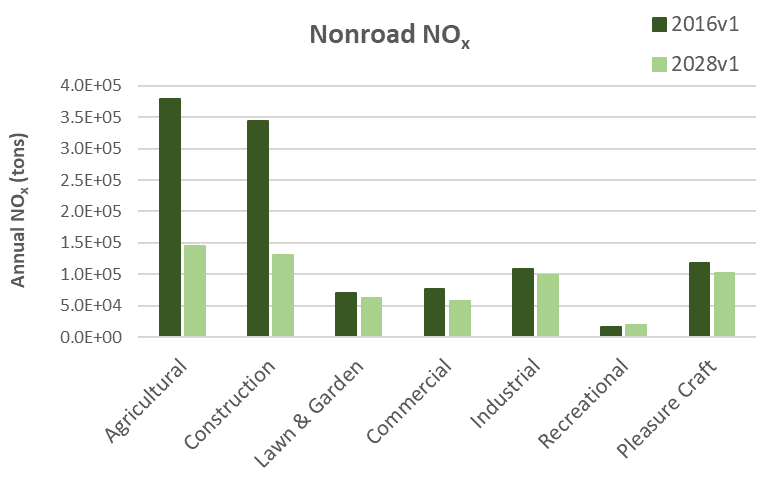 Nonroad NOx
2016v1
2028v1
Annual NOx (tons)
4.0E+05
3.5E+05
3.0E+05
2.5E+05
2.0E+05
1.5E+05
1.0E+05
5.0E+04
0.0E+00
Agricultural
Construction
Lawn & Garden
Commercial
Industrial
Recreational
Pleasure Craft